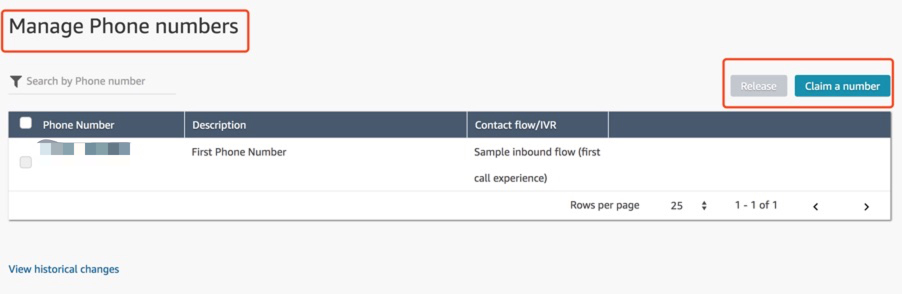 Manage Phone numbers
Search by Phone number
Release Claim a number
Phone Number Description Contact flow/IVR
First Phone Number Sample inbound flow (first
call experience)
Rows per page 25 1 - 1 of 1
View historical changes